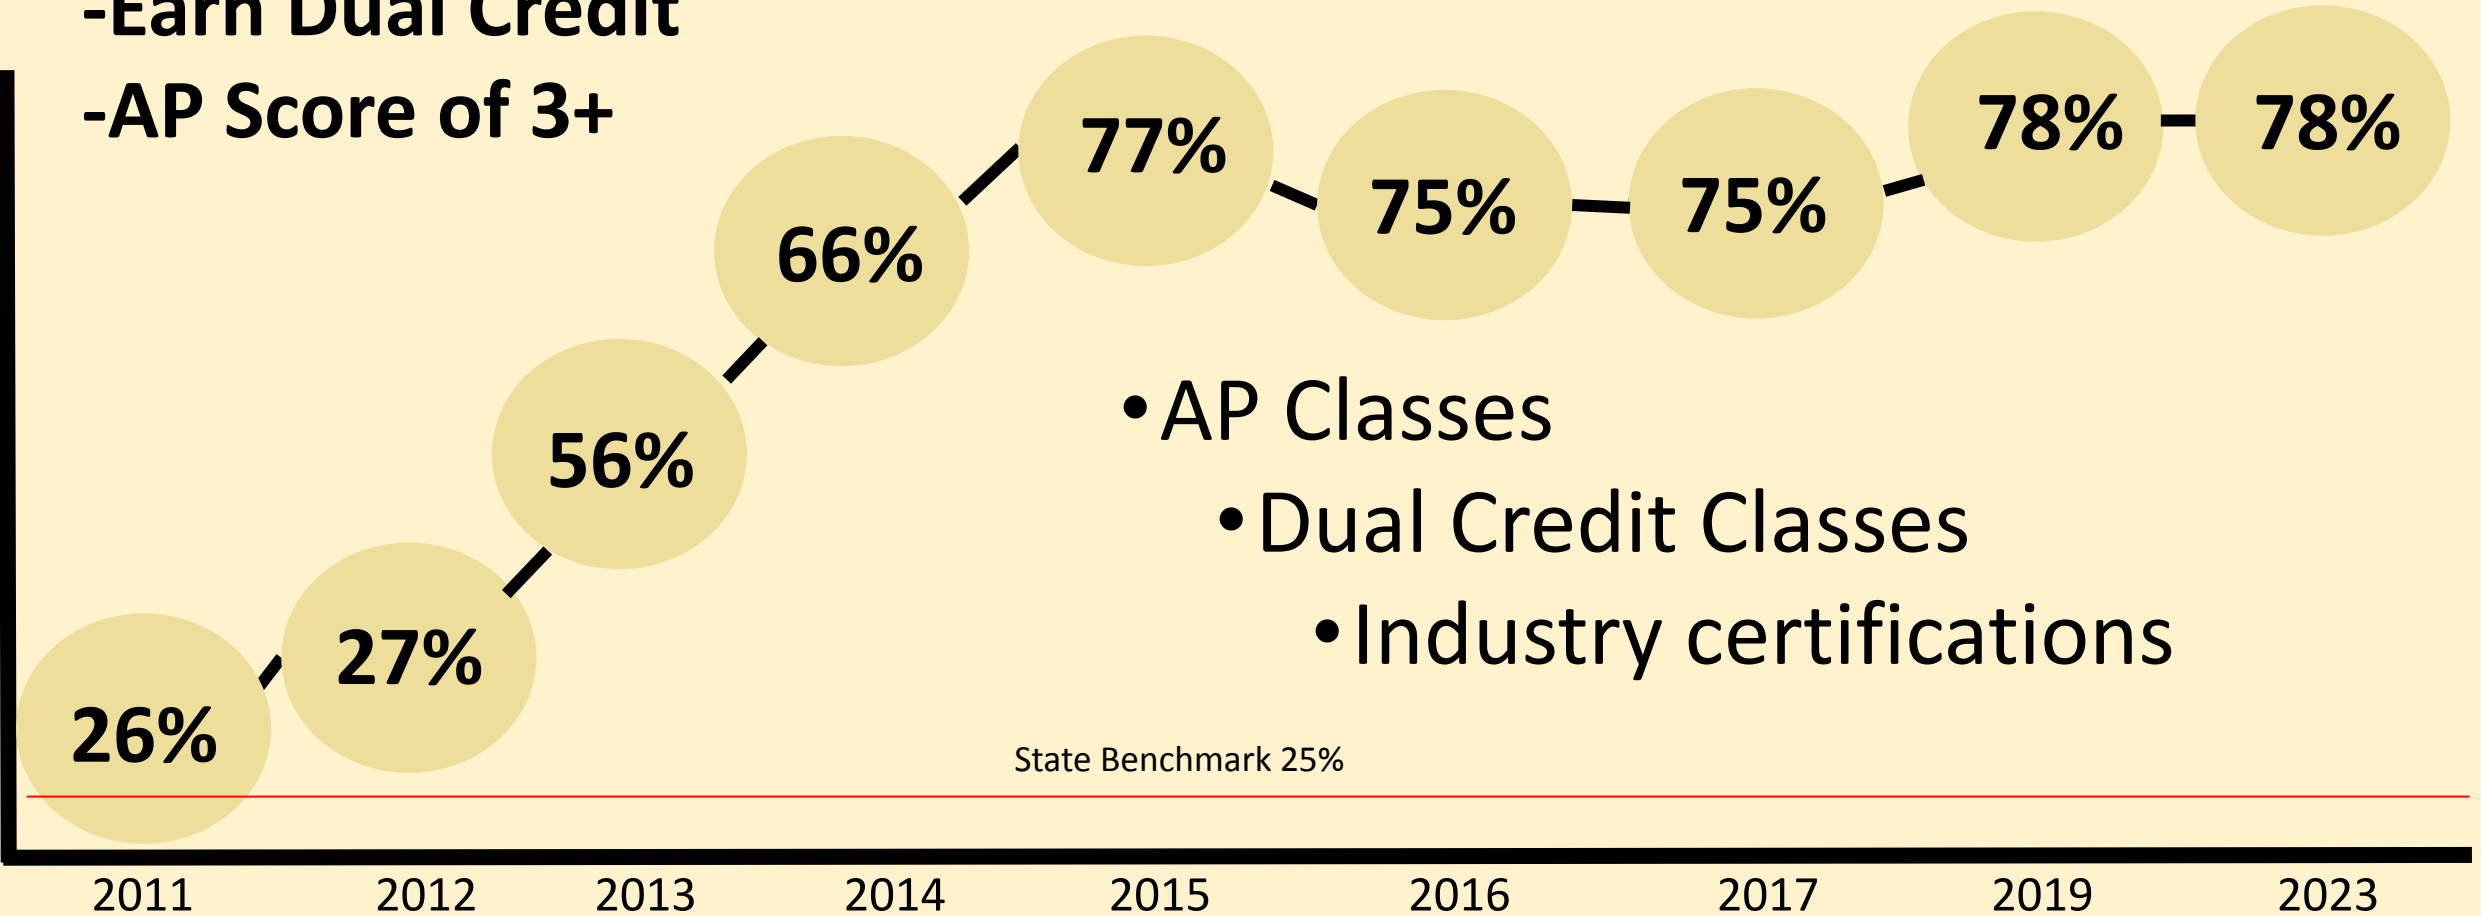 -Earn Dual Credit
-AP Score of 3+
77%
75%
75%
78%
78%
66%
56%
27%
26%
•AP Classes
•Dual Credit Classes
•Industry certifications
State Benchmark 25%
2011 2012 2013 2014 2015 2016 2017 2019 2023